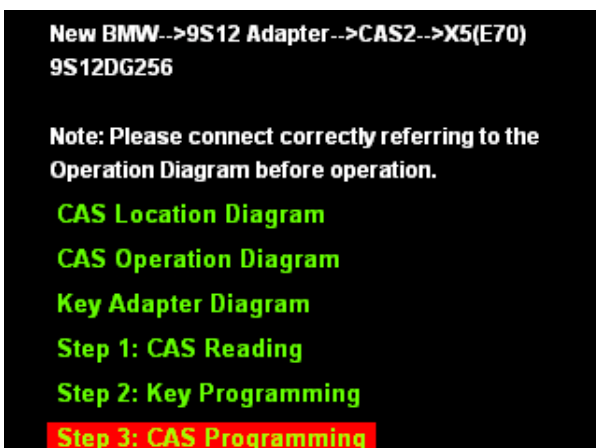 New BMW-->9S12 Adapter-->CAS2-->X5(E70)
9S12DG256
Note: Please connect correctly referring to the
Operation Diagram before operation.
CAS Location Diagram
CAS Operation Diagram
Key Adapter Diagram
Step 1: CAS Reading
Step 2: Key Programming
Step 3: CAS Programming